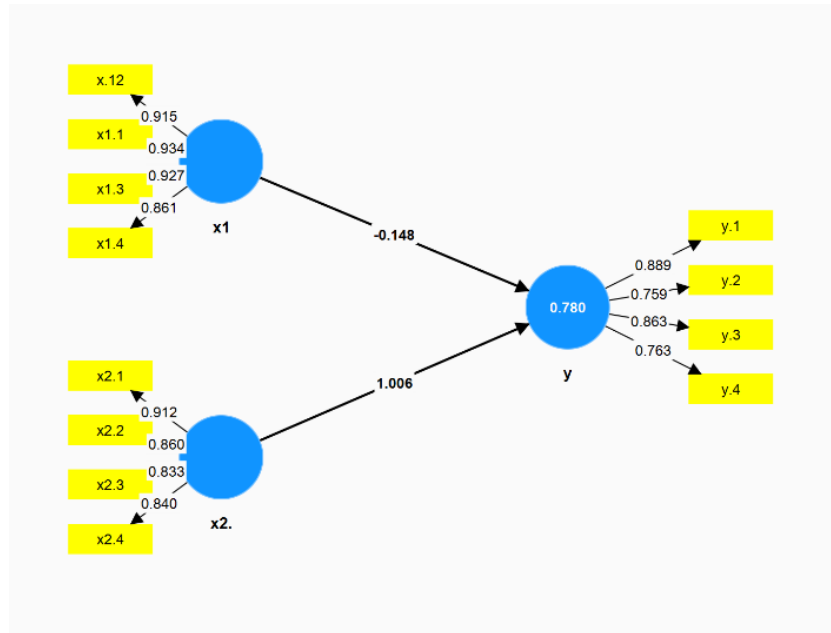 x.12
0.915
x1.1
0.934
0.927
x1.3
0.861
x1.4
x1
-0.148
y.1
0.889
y.2
0.759
0.780
0.863
y.3
0.763
y
y.4
x2.1
1.006
0.912
x2.2
0.860
0.833
x2.3
0.840
x2.4
x2.